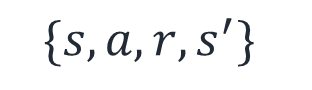 {s, a, r, s′}